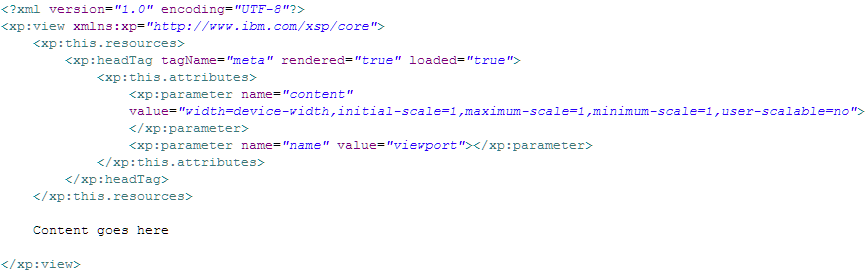 <?xml version="1.0" encoding="UTF-8"?>
<xp:view xmlns:xp="http://www.ibm.com/xsp/core">
<xp:this.resources>
<xp:headTag tagName="meta" rendered="true" loaded="true">
<xp:this.attributes>
<xp:parameter name="content"
value="width=device-width,initial-scale=1,maximum-scale=1,minimum-scale=1,user-scalable=no">
</xp:parameter>
<xp:parameter name="name" value="viewport"></xp:parameter>
</xp:this.attributes>
</xp:headTag>
</xp:this.resources>
Content goes here
</xp:view>